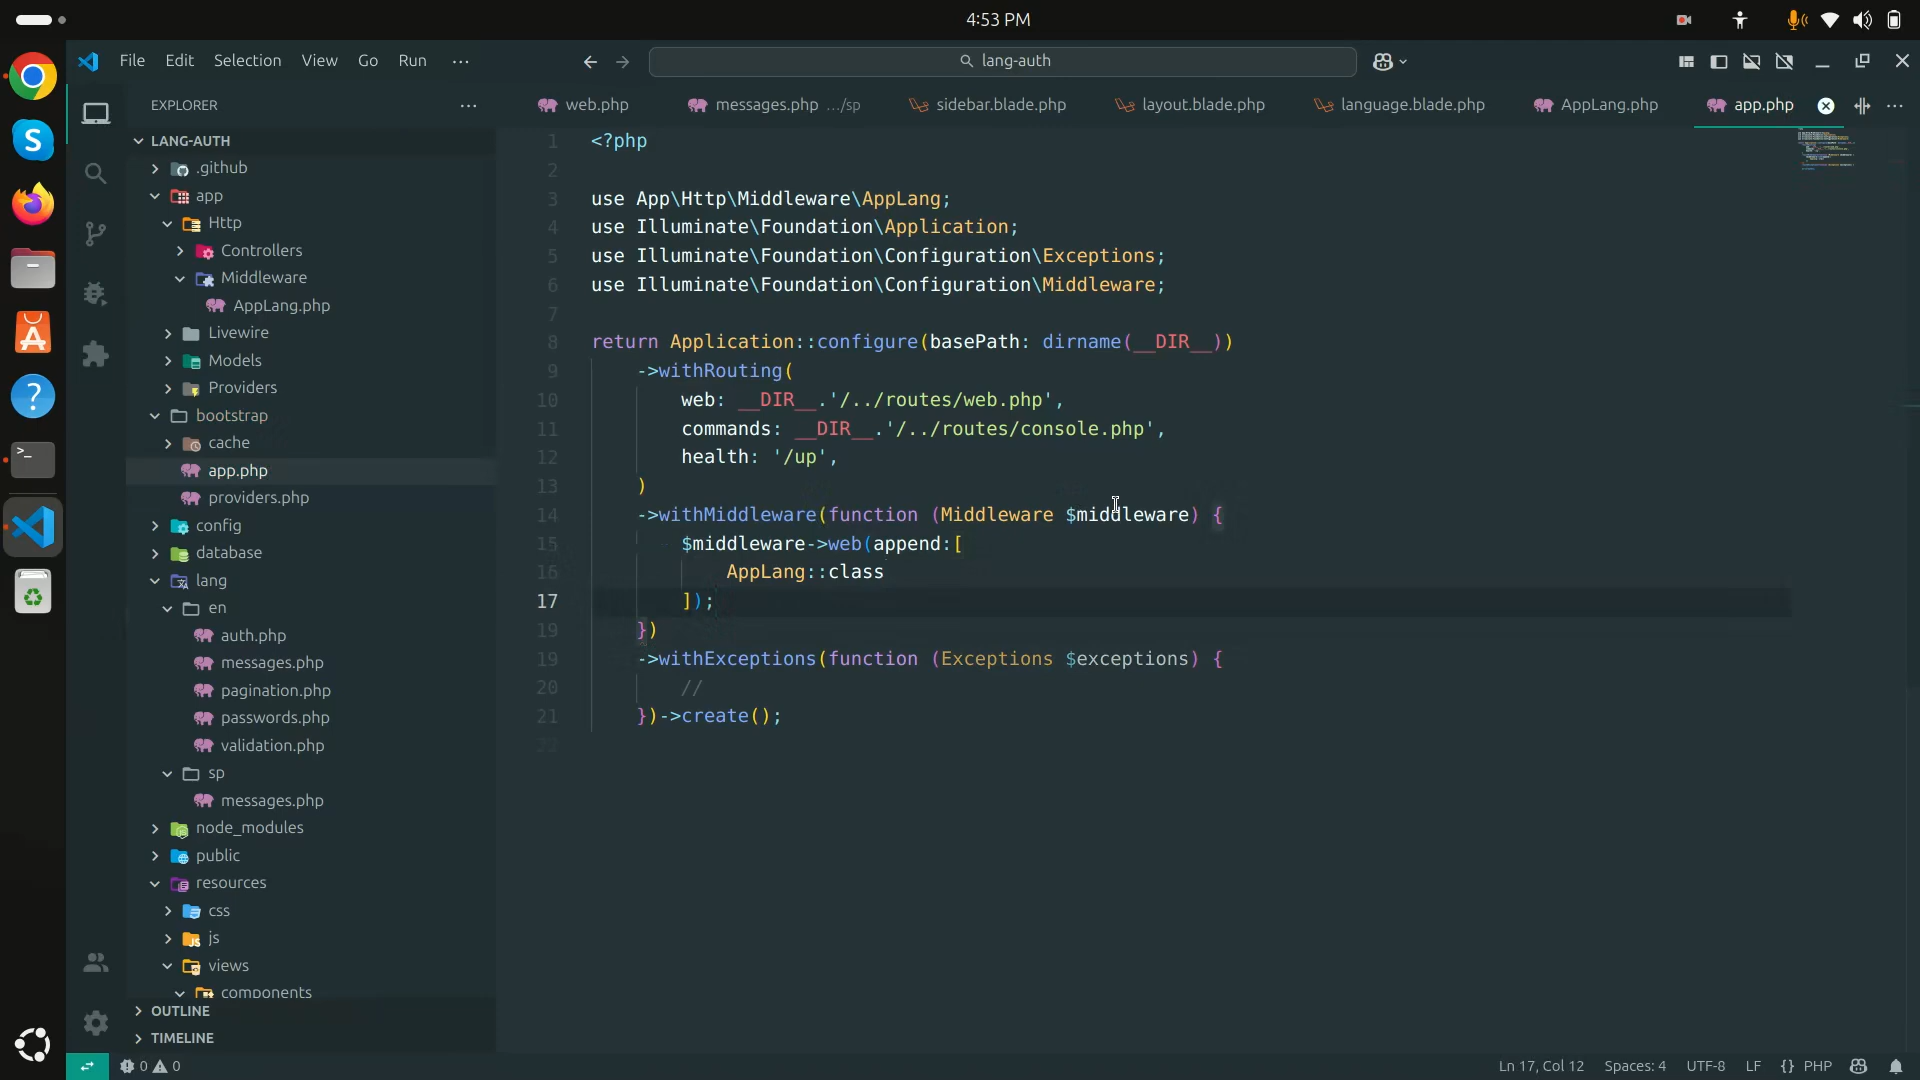 4:53 PM
File Edit Selection View Go Run ...
lang-auth
EXPLORER ...
web.php messages.php .../sp sidebar.blade.php layout.blade.php language.blade.php AppLang.php app.php ...
LANG-AUTH
.github
app
Http
Controllers
Middleware
AppLang.php
Livewire
Models
Providers
bootstrap
cache
app.php
providers.php
config
database
lang
en
auth.php
messages.php
pagination.php
passwords.php
validation.php
sp
messages.php
node_modules
public
resources
css
js
views
components
OUTLINE
TIMELINE
1 <?php
2
3 use App\Http\Middleware\AppLang;
4 use Illuminate\Foundation\Application;
5 use Illuminate\Foundation\Configuration\Exceptions;
6 use Illuminate\Foundation\Configuration\Middleware;
7
8 return Application::configure(basePath: dirname(__DIR__))
9 ->withRouting(
10 web: __DIR__.'/../routes/web.php',
11 commands: __DIR__.'/../routes/console.php',
12 health: '/up',
13 )
14 ->withMiddleware(function (Middleware $middleware) {
15 $middleware->web(append:[
16 AppLang::class
17 ]);
19 })
19 ->withExceptions(function (Exceptions $exceptions) {
20 //
21 })->create();
22
0 0
Ln 17, Col 12 Spaces: 4 UTF-8 LF {} PHP